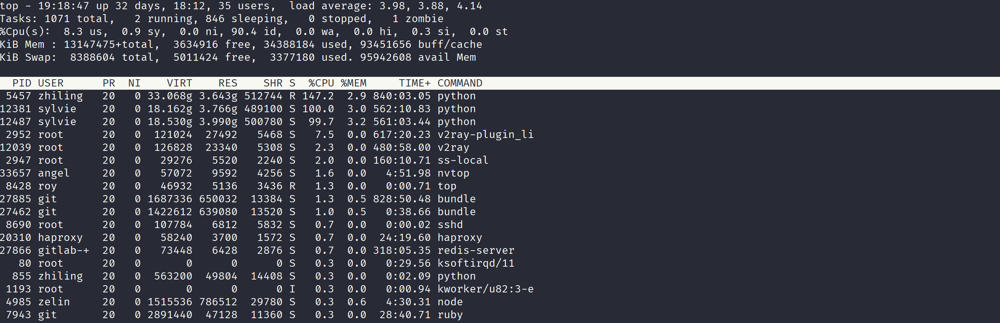 top - 19:18:47 up 32 days, 18:12, 35 users,  load average: 3.98, 3.88, 4.14
Tasks: 1071 total,   2 running, 846 sleeping,   0 stopped,   1 zombie
%Cpu(s):  8.3 us,  0.9 sy,  0.0 ni, 90.4 id,  0.0 wa,  0.0 hi,  0.3 si,  0.0 st
KiB Mem : 13147475+total,  3634916 free, 34388184 used, 93451656 buff/cache
KiB Swap:  8388604 total,  5011424 free,  3377180 used. 95942608 avail Mem
  PID USER      PR  NI    VIRT    RES    SHR S  %CPU %MEM     TIME+ COMMAND
 5457 zhiling   20   0 33.068g 3.643g 512744 R 147.2  2.9 840:03.05 python
12381 sylvie    20   0 18.162g 3.766g 489100 S 100.0  3.0 562:10.83 python
12487 sylvie    20   0 18.530g 3.990g 500780 S  99.7  3.2 561:03.44 python
 2952 root      20   0  121024  27492   5468 S   7.5  0.0 617:20.23 v2ray-plugin_li
12039 root      20   0  126828  23340   5308 S   2.3  0.0 480:58.00 v2ray
 2947 root      20   0   29276   5520   2240 S   2.0  0.0 160:10.71 ss-local
33657 angel     20   0   57072   9592   4256 S   1.6  0.0   4:51.98 nvtop
 8428 roy       20   0   46932   5136   3436 R   1.3  0.0   0:00.71 top
27885 git       20   0 1687336 650032  13384 S   1.3  0.5 828:50.48 bundle
27462 git       20   0 1422612 639080  13520 S   1.0  0.5   0:38.66 bundle
 8690 root      20   0  107784   6812   5832 S   0.7  0.0   0:00.02 sshd
20310 haproxy   20   0   58240   3700   1572 S   0.7  0.0  24:19.60 haproxy
27866 gitlab-+  20   0   73448   6428   2876 S   0.7  0.0 318:05.35 redis-server
   80 root      20   0       0      0      0 S   0.3  0.0   0:29.56 ksoftirqd/11
  855 zhiling   20   0  563200  49804  14408 S   0.3  0.0   0:02.09 python
 1193 root      20   0       0      0      0 I   0.3  0.0   0:00.94 kworker/u82:3-e
 4985 zelin     20   0 1515536 786512  29780 S   0.3  0.6   4:30.31 node
 7943 git       20   0 2891440  47128  11360 S   0.3  0.0  28:40.71 ruby